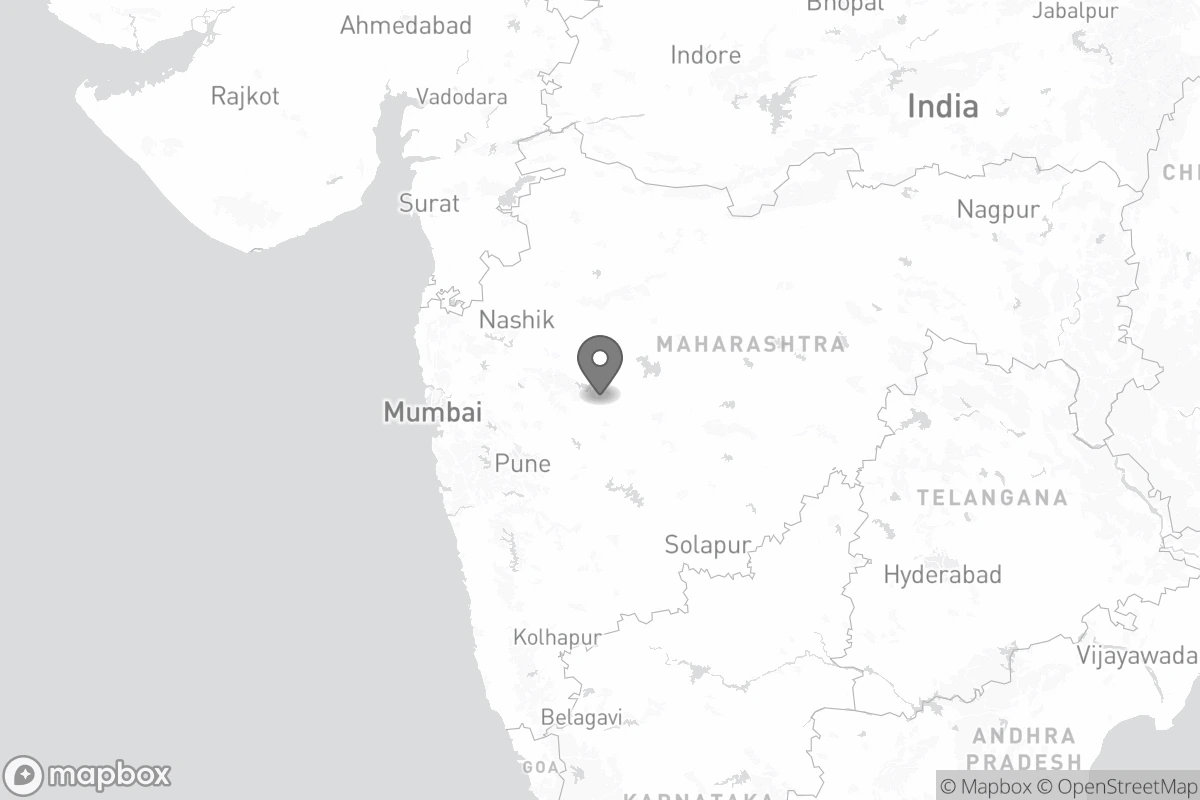 Bhopal
Jabalpur
Ahmedabad
Indore
Rajkot
Vadodara
India
CHI
Surat
Nagpur
Nashik
MAHARASHTRA
Mumbai
Pune
TELANGANA
Solapur
Hyderabad
Kolhapur
Vijayawada
Belagavi
ANDHRA
PRADESH
GOA
mapbox
© Mapbox © OpenStreetMap
KARNATAKA